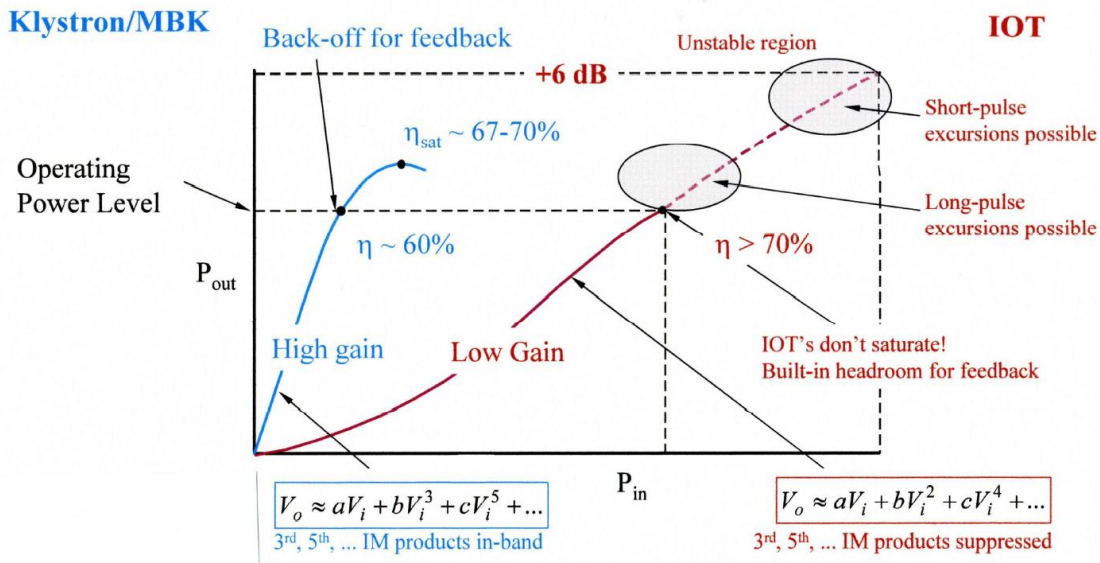 Klystron/MBK
IOT
Back-off for feedback
Unstable region
+6 dB
η_sat ~ 67-70%
Short-pulse
excursions possible
Operating
Power Level
Long-pulse
excursions possible
η ~ 60%
η > 70%
P_out
High gain
Low Gain
IOT's don't saturate!
Built-in headroom for feedback
P_in
V_o ≈ aV_i + bV_i^3 + cV_i^5 + ...
3rd, 5th, ... IM products in-band
V_o ≈ aV_i + bV_i^2 + cV_i^4 + ...
3rd, 5th, ... IM products suppressed